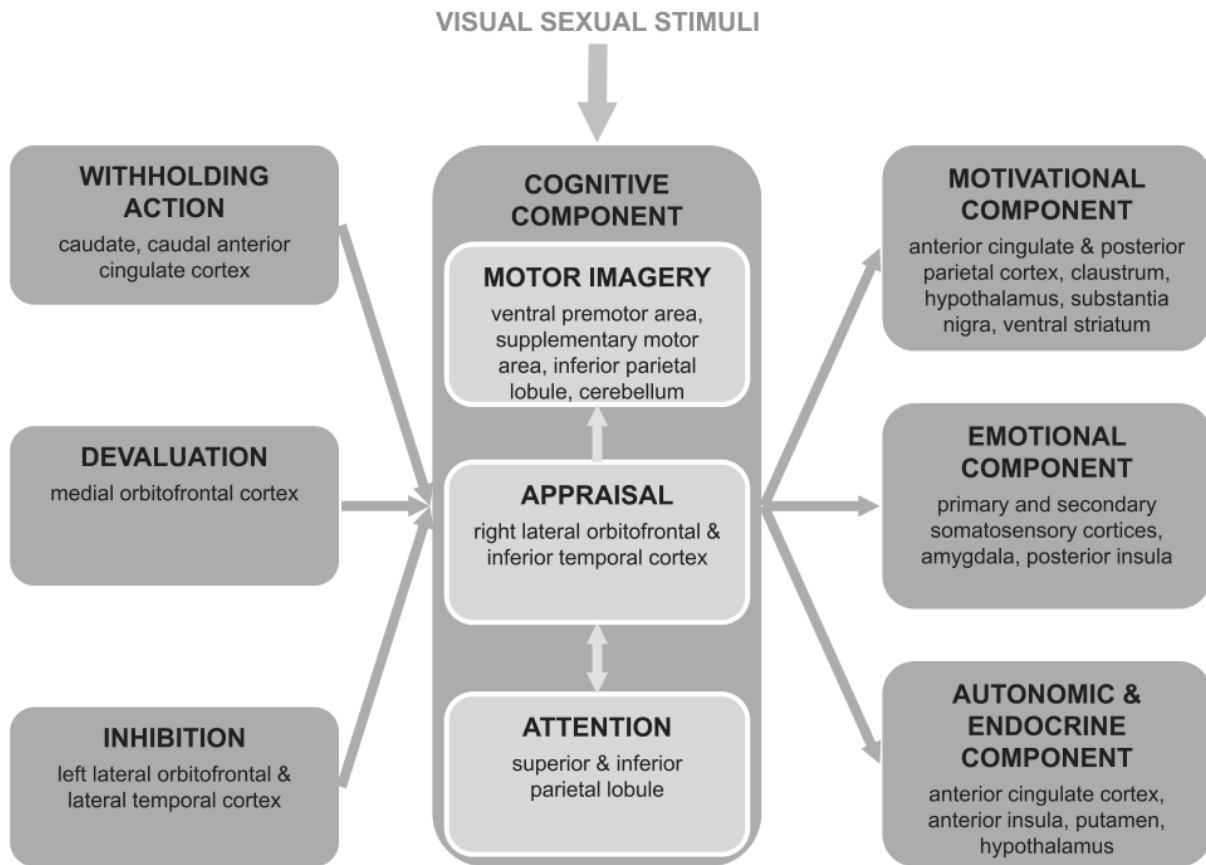 VISUAL SEXUAL STIMULI
WITHHOLDING
ACTION
caudate, caudal anterior
cingulate cortex
DEVALUATION
medial orbitofrontal cortex
INHIBITION
left lateral orbitofrontal &
lateral temporal cortex
COGNITIVE
COMPONENT
MOTOR IMAGERY
ventral premotor area,
supplementary motor
area, inferior parietal
lobule, cerebellum
APPRAISAL
right lateral orbitofrontal &
inferior temporal cortex
ATTENTION
superior & inferior
parietal lobule
MOTIVATIONAL
COMPONENT
anterior cingulate & posterior
parietal cortex, claustrum,
hypothalamus, substantia
nigra, ventral striatum
EMOTIONAL
COMPONENT
primary and secondary
somatosensory cortices,
amygdala, posterior insula
AUTONOMIC &
ENDOCRINE
COMPONENT
anterior cingulate cortex,
anterior insula, putamen,
hypothalamus